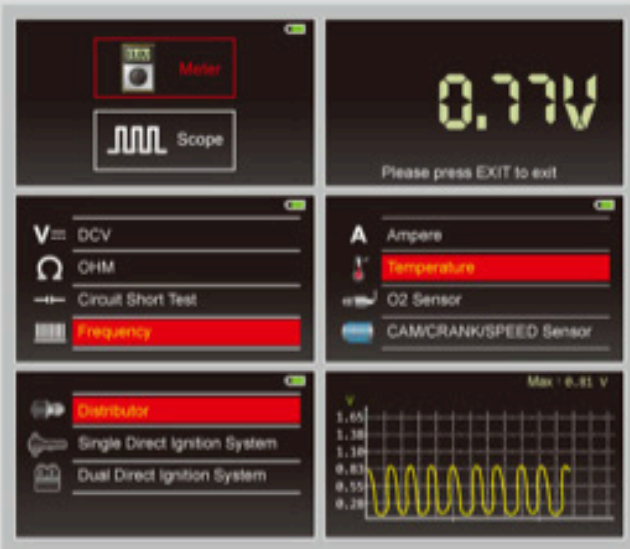 Meter
Scope
0.77V
Please press EXIT to exit
V DCV
Ω OHM
Circuit Short Test
Frequency
A Ampere
Temperature
O2 Sensor
CAM/CRANK/SPEED Sensor
Distributor
Single Direct Ignition System
Dual Direct Ignition System
Max : 0.81 V
V
1.65
1.38
1.10
0.83
0.55
0.28